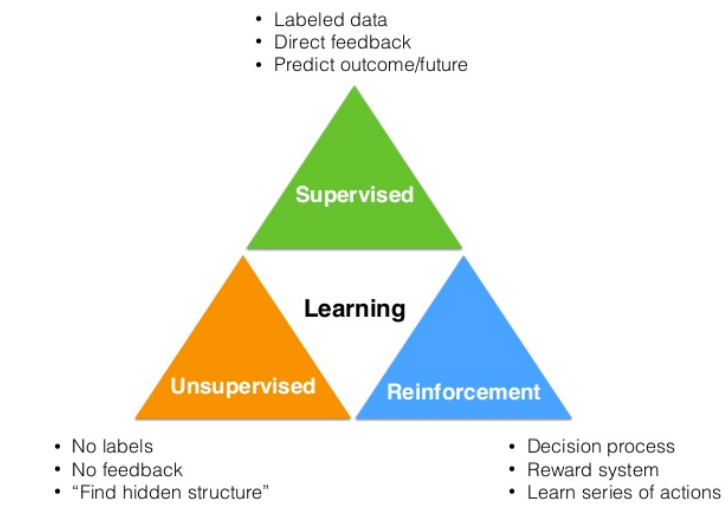 • Labeled data
• Direct feedback
• Predict outcome/future
Supervised
Learning
Unsupervised
Reinforcement
• No labels
• No feedback
• “Find hidden structure”
• Decision process
• Reward system
• Learn series of actions